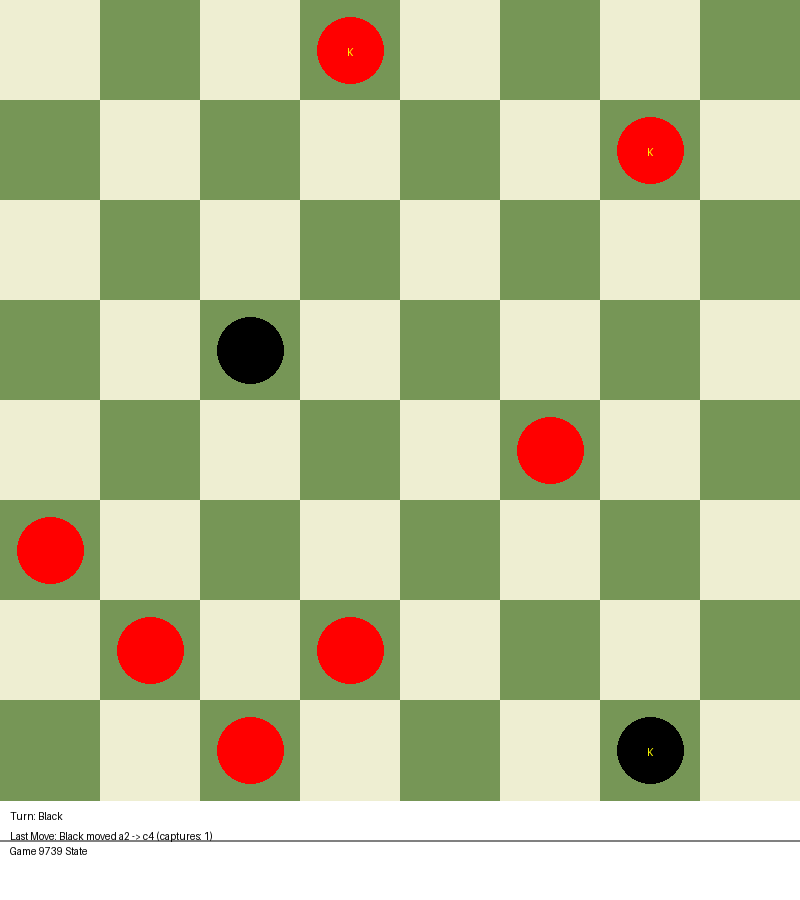 K
K
K
Turn: Black
Last Move: Black moved a2 -> c4 (captures: 1)
Game 9739 State